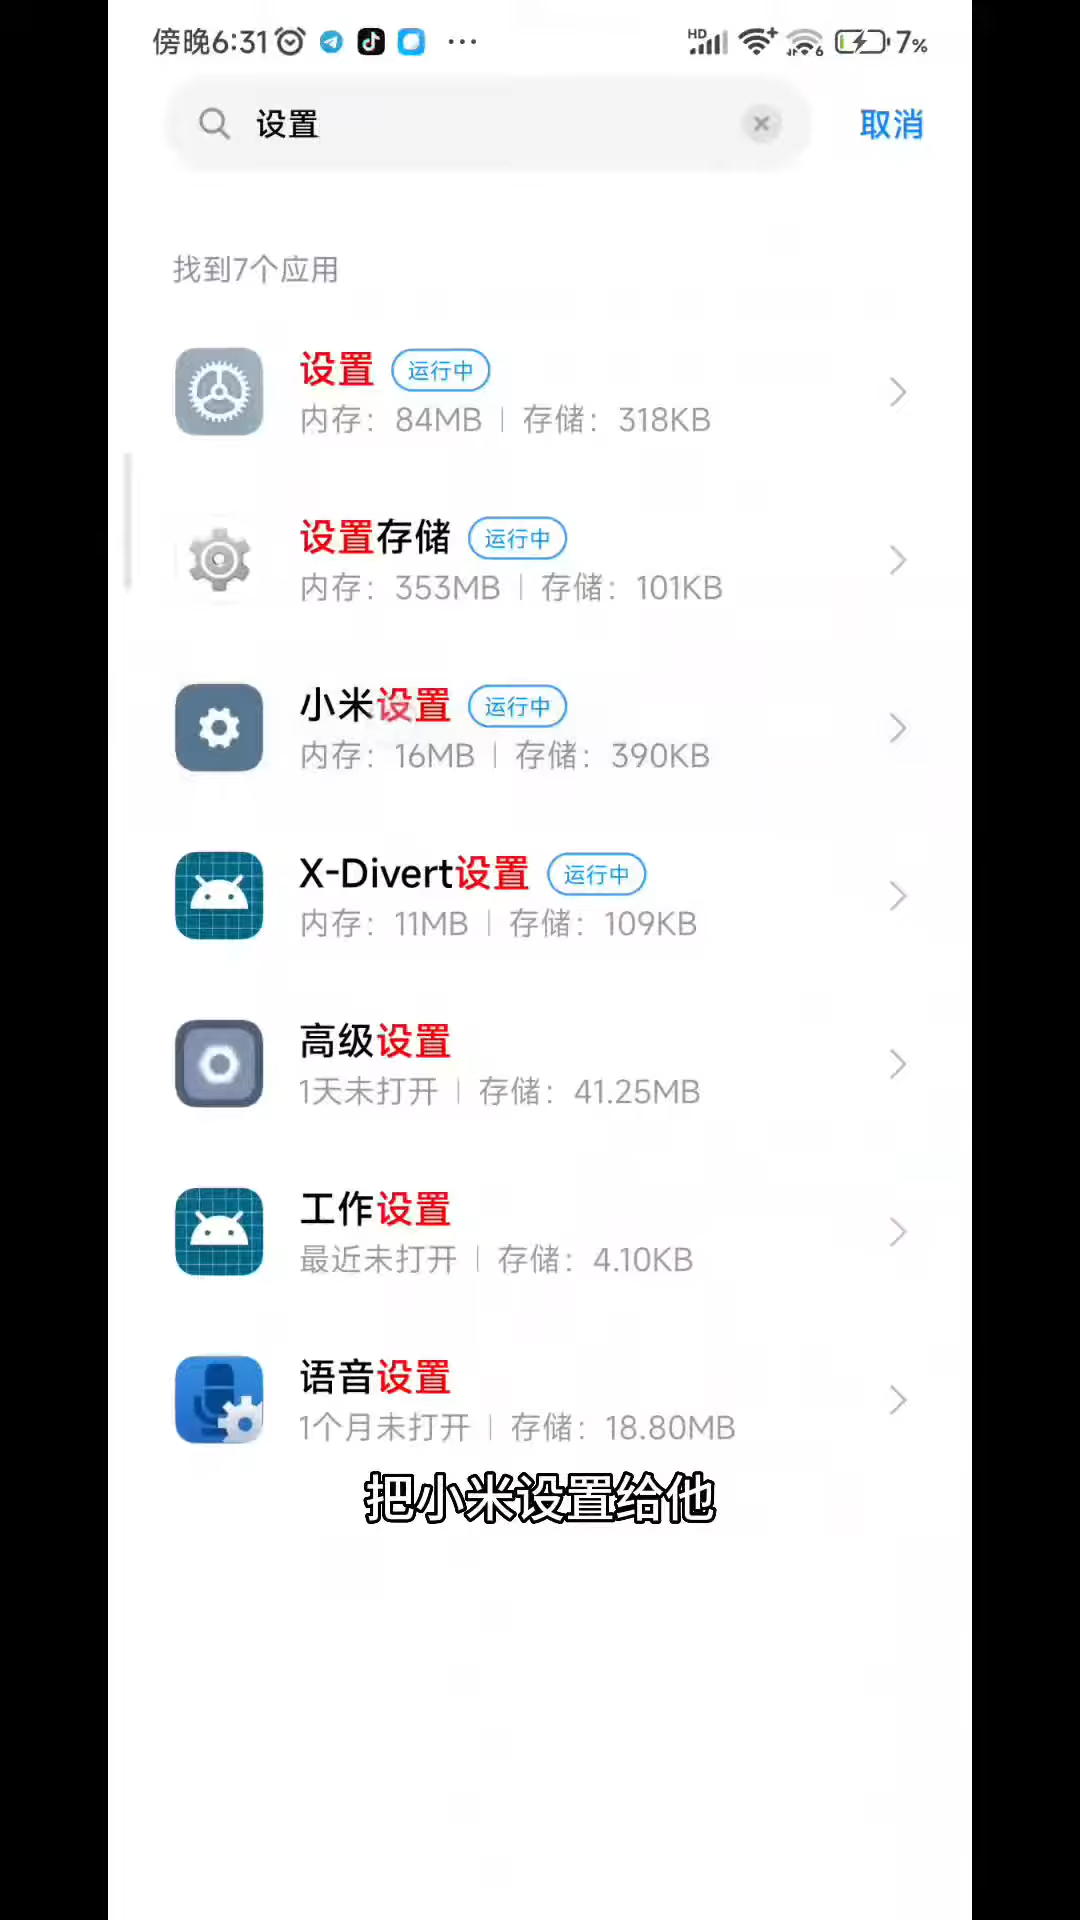 傍晚6:31 ··· HD 6 7%
设置 取消
找到7个应用
设置 运行中
内存：84MB | 存储：318KB
设置存储 运行中
内存：353MB | 存储：101KB
小米设置 运行中
内存：16MB | 存储：390KB
X-Divert设置 运行中
内存：11MB | 存储：109KB
高级设置
1天未打开 | 存储：41.25MB
工作设置
最近未打开 | 存储：4.10KB
语音设置
1个月未打开 | 存储：18.80MB
把小米设置给他